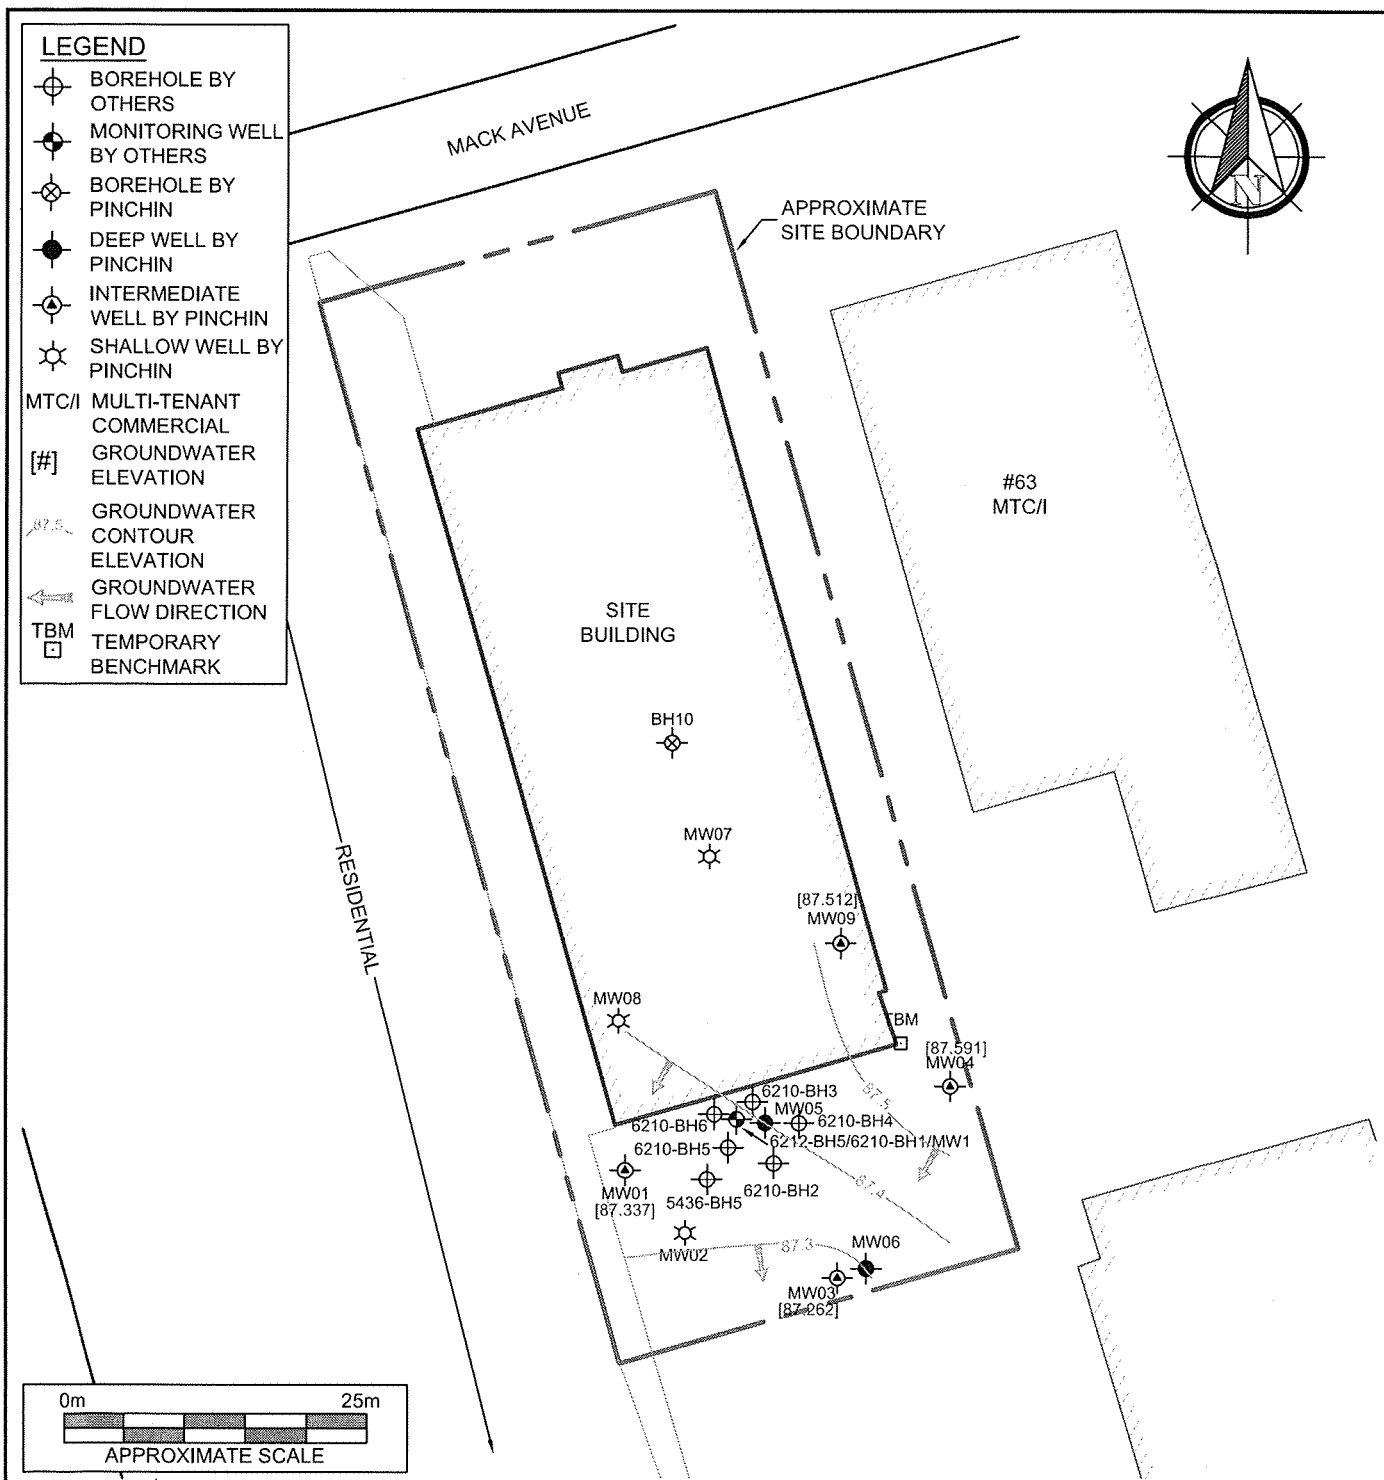 LEGEND
BOREHOLE BY
OTHERS
MONITORING WELL
BY OTHERS
BOREHOLE BY
PINCHIN
DEEP WELL BY
PINCHIN
INTERMEDIATE
WELL BY PINCHIN
SHALLOW WELL BY
PINCHIN
MTC/I MULTI-TENANT
COMMERCIAL
[#] GROUNDWATER
ELEVATION
87.5 GROUNDWATER
CONTOUR
ELEVATION
GROUNDWATER
FLOW DIRECTION
TBM TEMPORARY
BENCHMARK
MACK AVENUE
N
APPROXIMATE
SITE BOUNDARY
#63
MTC/I
SITE
BUILDING
BH10
MW07
RESIDENTIAL
[87.512]
MW09
MW08
TBM
[87.591]
MW04
87.5
6210-BH3
MW05
6210-BH6
6210-BH4
6212-BH5/6210-BH1/MW1
6210-BH5
6210-BH2
87.4
MW01
[87.337]
5436-BH5
MW02
87.3
MW06
MW03
[87.262]
0m 25m
APPROXIMATE SCALE